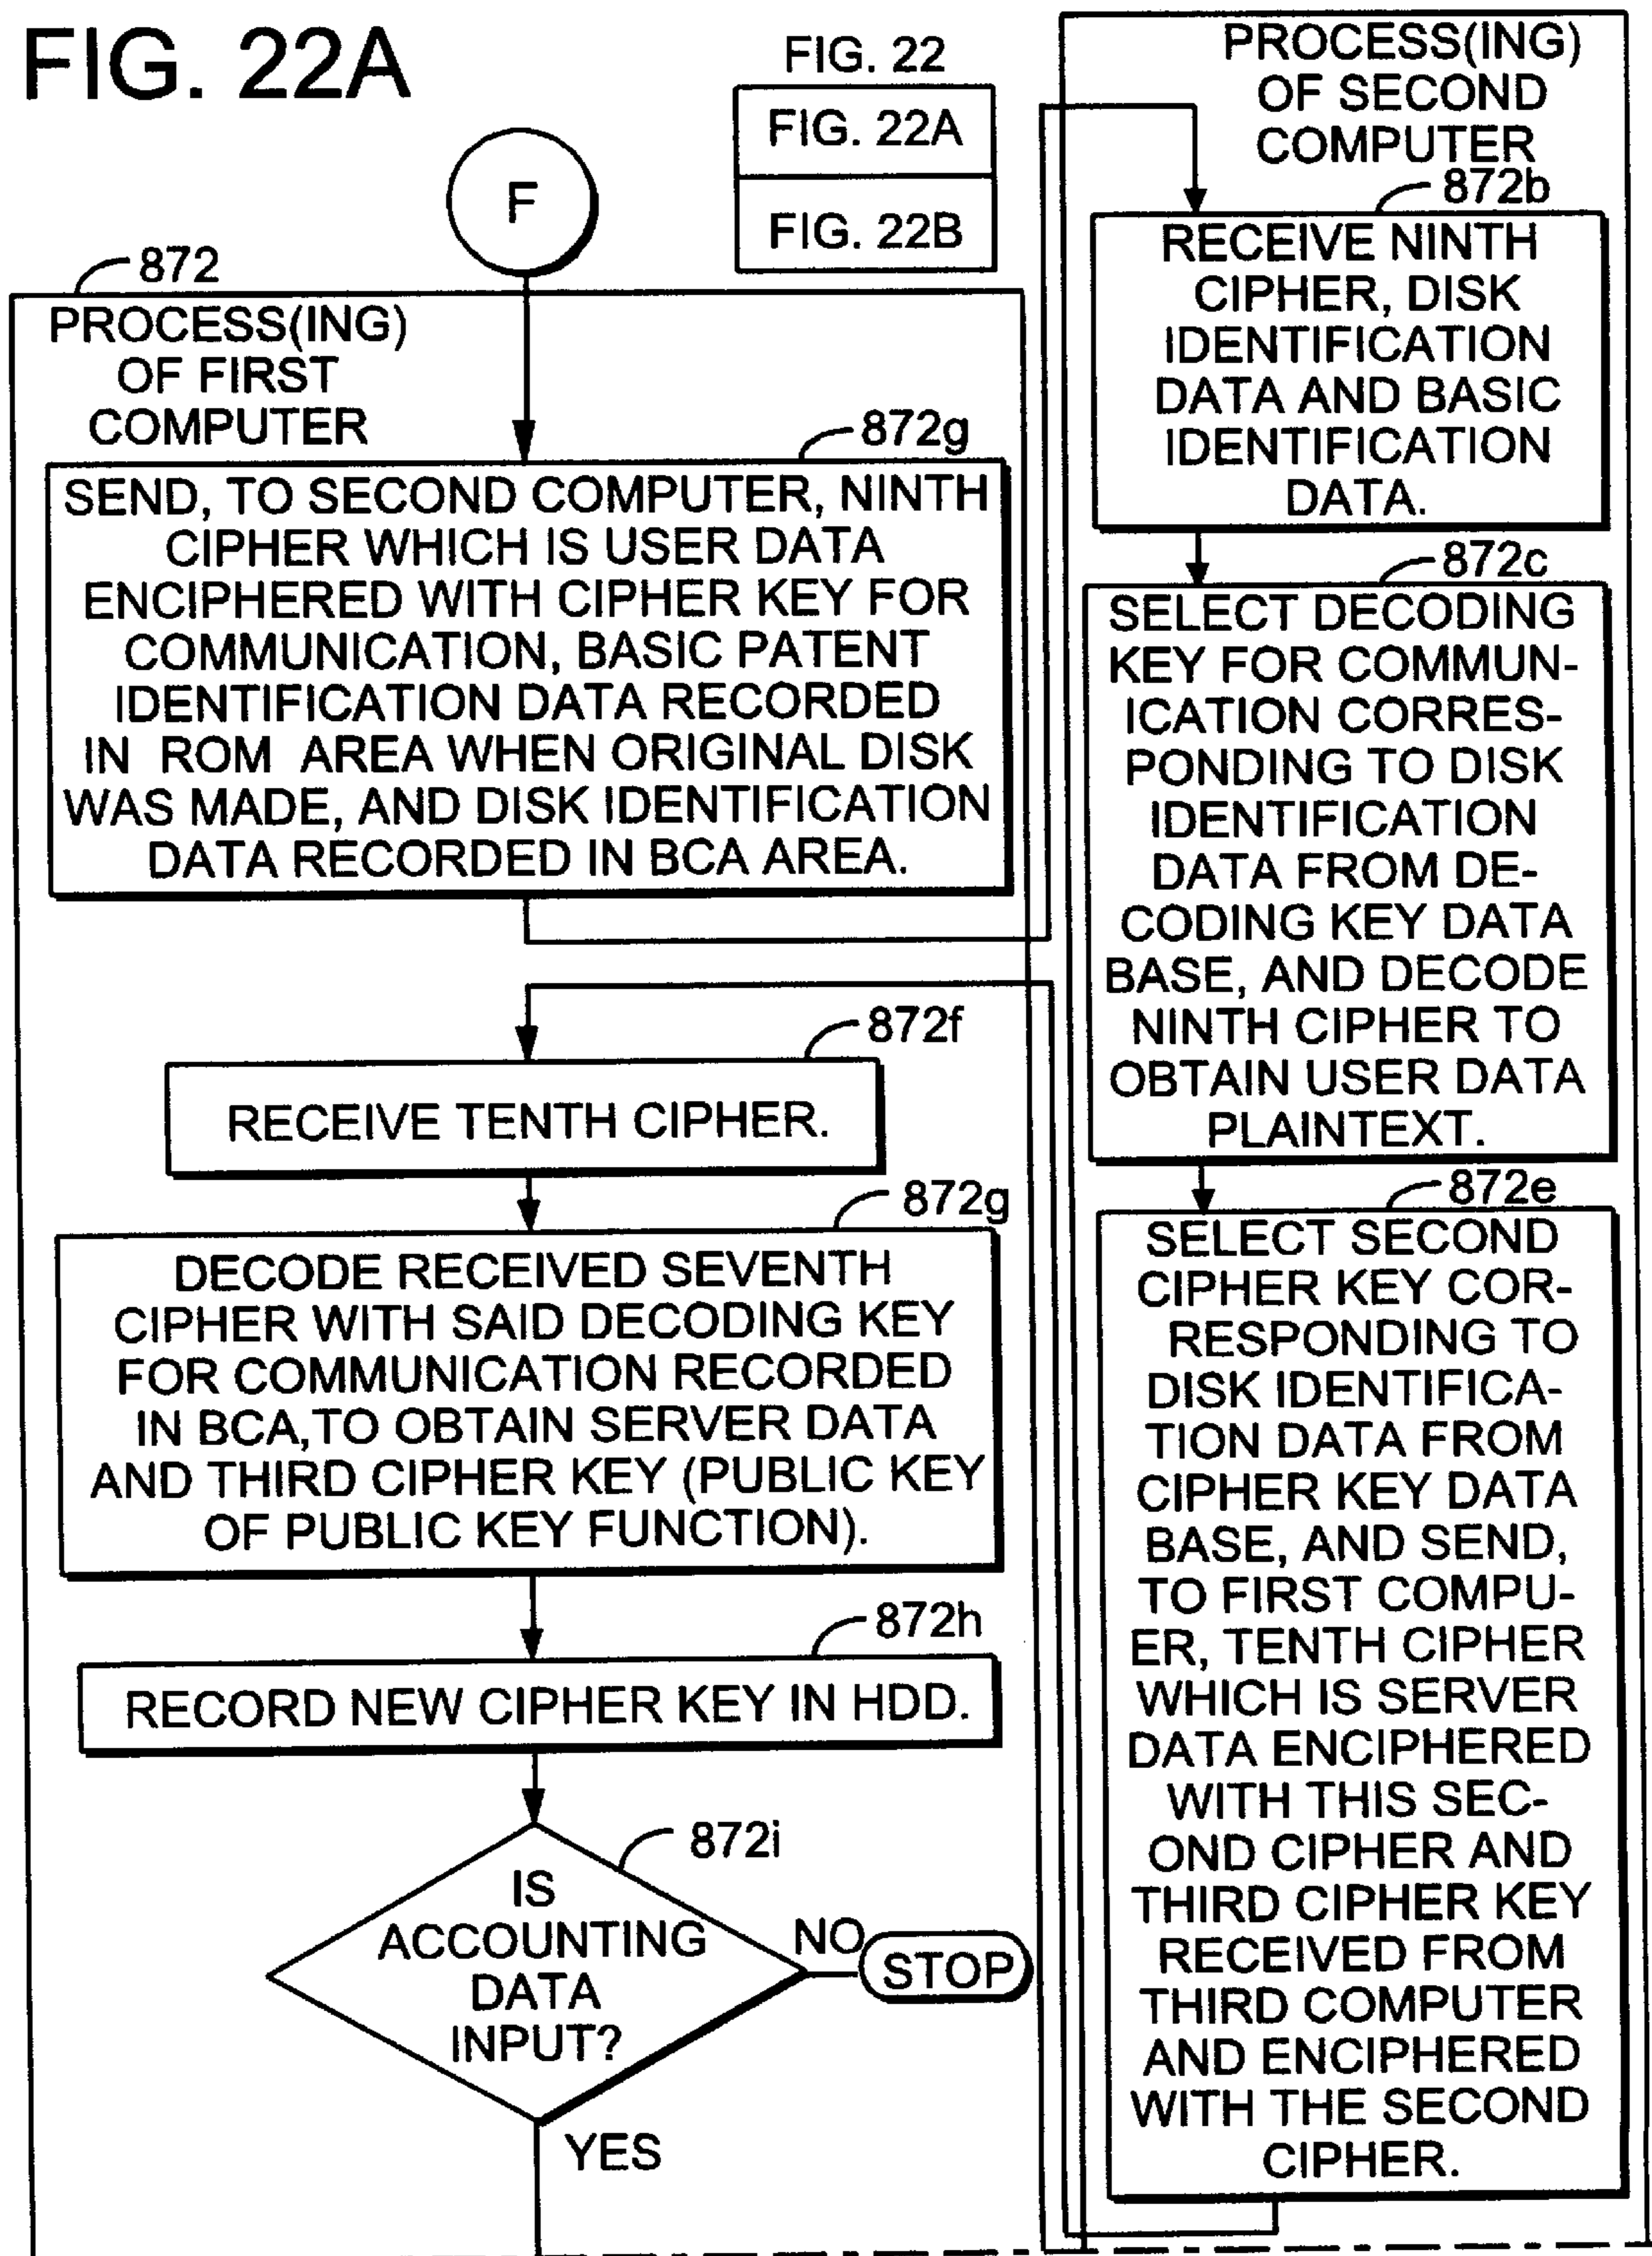 FIG. 22A
FIG. 22
FIG. 22A
FIG. 22B
F
872
PROCESS(ING)
OF FIRST
COMPUTER
872g
SEND, TO SECOND COMPUTER, NINTH
CIPHER WHICH IS USER DATA
ENCIPHERED WITH CIPHER KEY FOR
COMMUNICATION, BASIC PATENT
IDENTIFICATION DATA RECORDED
IN ROM AREA WHEN ORIGINAL DISK
WAS MADE, AND DISK IDENTIFICATION
DATA RECORDED IN BCA AREA.
872f
RECEIVE TENTH CIPHER.
872g
DECODE RECEIVED SEVENTH
CIPHER WITH SAID DECODING KEY
FOR COMMUNICATION RECORDED
IN BCA,TO OBTAIN SERVER DATA
AND THIRD CIPHER KEY (PUBLIC KEY
OF PUBLIC KEY FUNCTION).
872h
RECORD NEW CIPHER KEY IN HDD.
872i
IS
ACCOUNTING
DATA
INPUT?
NO
STOP
YES
PROCESS(ING)
OF SECOND
COMPUTER
872b
RECEIVE NINTH
CIPHER, DISK
IDENTIFICATION
DATA AND BASIC
IDENTIFICATION
DATA.
872c
SELECT DECODING
KEY FOR COMMUN-
ICATION CORRES-
PONDING TO DISK
IDENTIFICATION
DATA FROM DE-
CODING KEY DATA
BASE, AND DECODE
NINTH CIPHER TO
OBTAIN USER DATA
PLAINTEXT.
872e
SELECT SECOND
CIPHER KEY COR-
RESPONDING TO
DISK IDENTIFICA-
TION DATA FROM
CIPHER KEY DATA
BASE, AND SEND,
TO FIRST COMPU-
ER, TENTH CIPHER
WHICH IS SERVER
DATA ENCIPHERED
WITH THIS SEC-
OND CIPHER AND
THIRD CIPHER KEY
RECEIVED FROM
THIRD COMPUTER
AND ENCIPHERED
WITH THE SECOND
CIPHER.